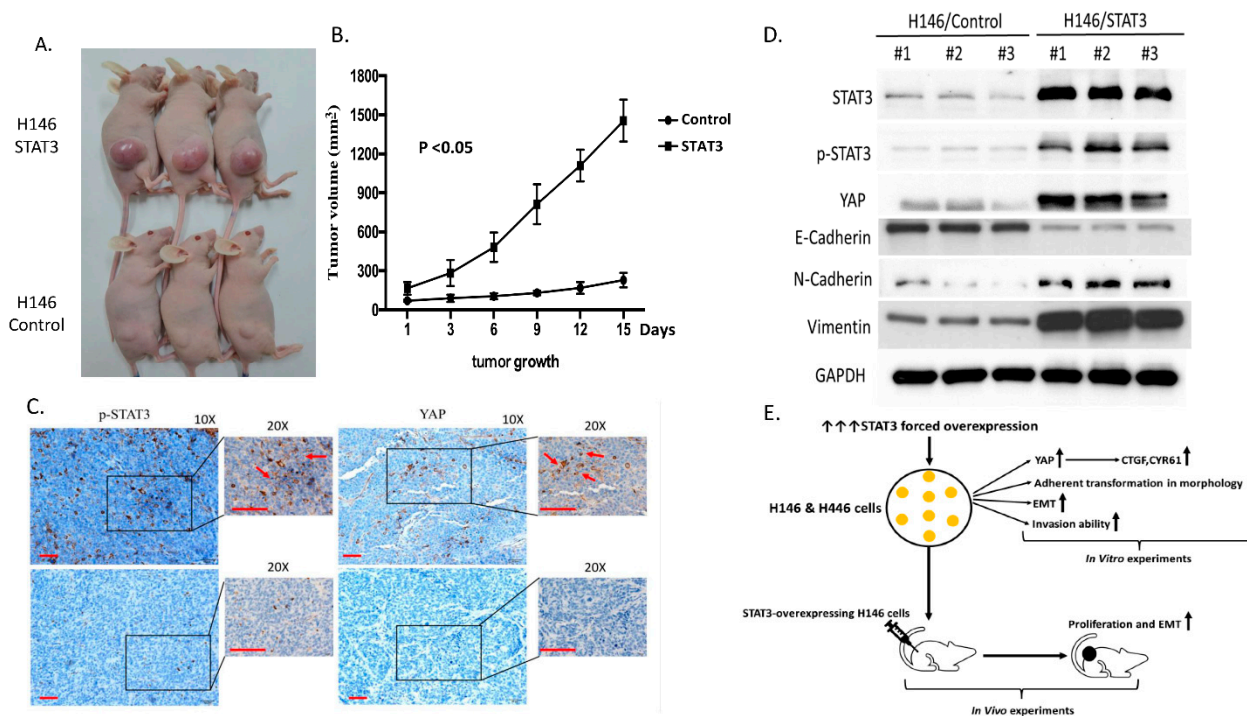 A.
H146
STAT3
H146
Control
B.
Tumor volume (mm²)
1800
1500
1200
900
600
300
0
P <0.05
Control
STAT3
1 3 6 9 12 15 Days
tumor growth
C.
p-STAT3
10X
20X
YAP
10X
20X
20X
20X
D.
H146/Control H146/STAT3
#1 #2 #3 #1 #2 #3
STAT3
p-STAT3
YAP
E-Cadherin
N-Cadherin
Vimentin
GAPDH
E.
↑↑↑STAT3 forced overexpression
H146 & H446 cells
YAP↑ → CTGF,CYR61↑
Adherent transformation in morphology
EMT↑
Invasion ability↑
In Vitro experiments
STAT3-overexpressing H146 cells
Proliferation and EMT↑
In Vivo experiments